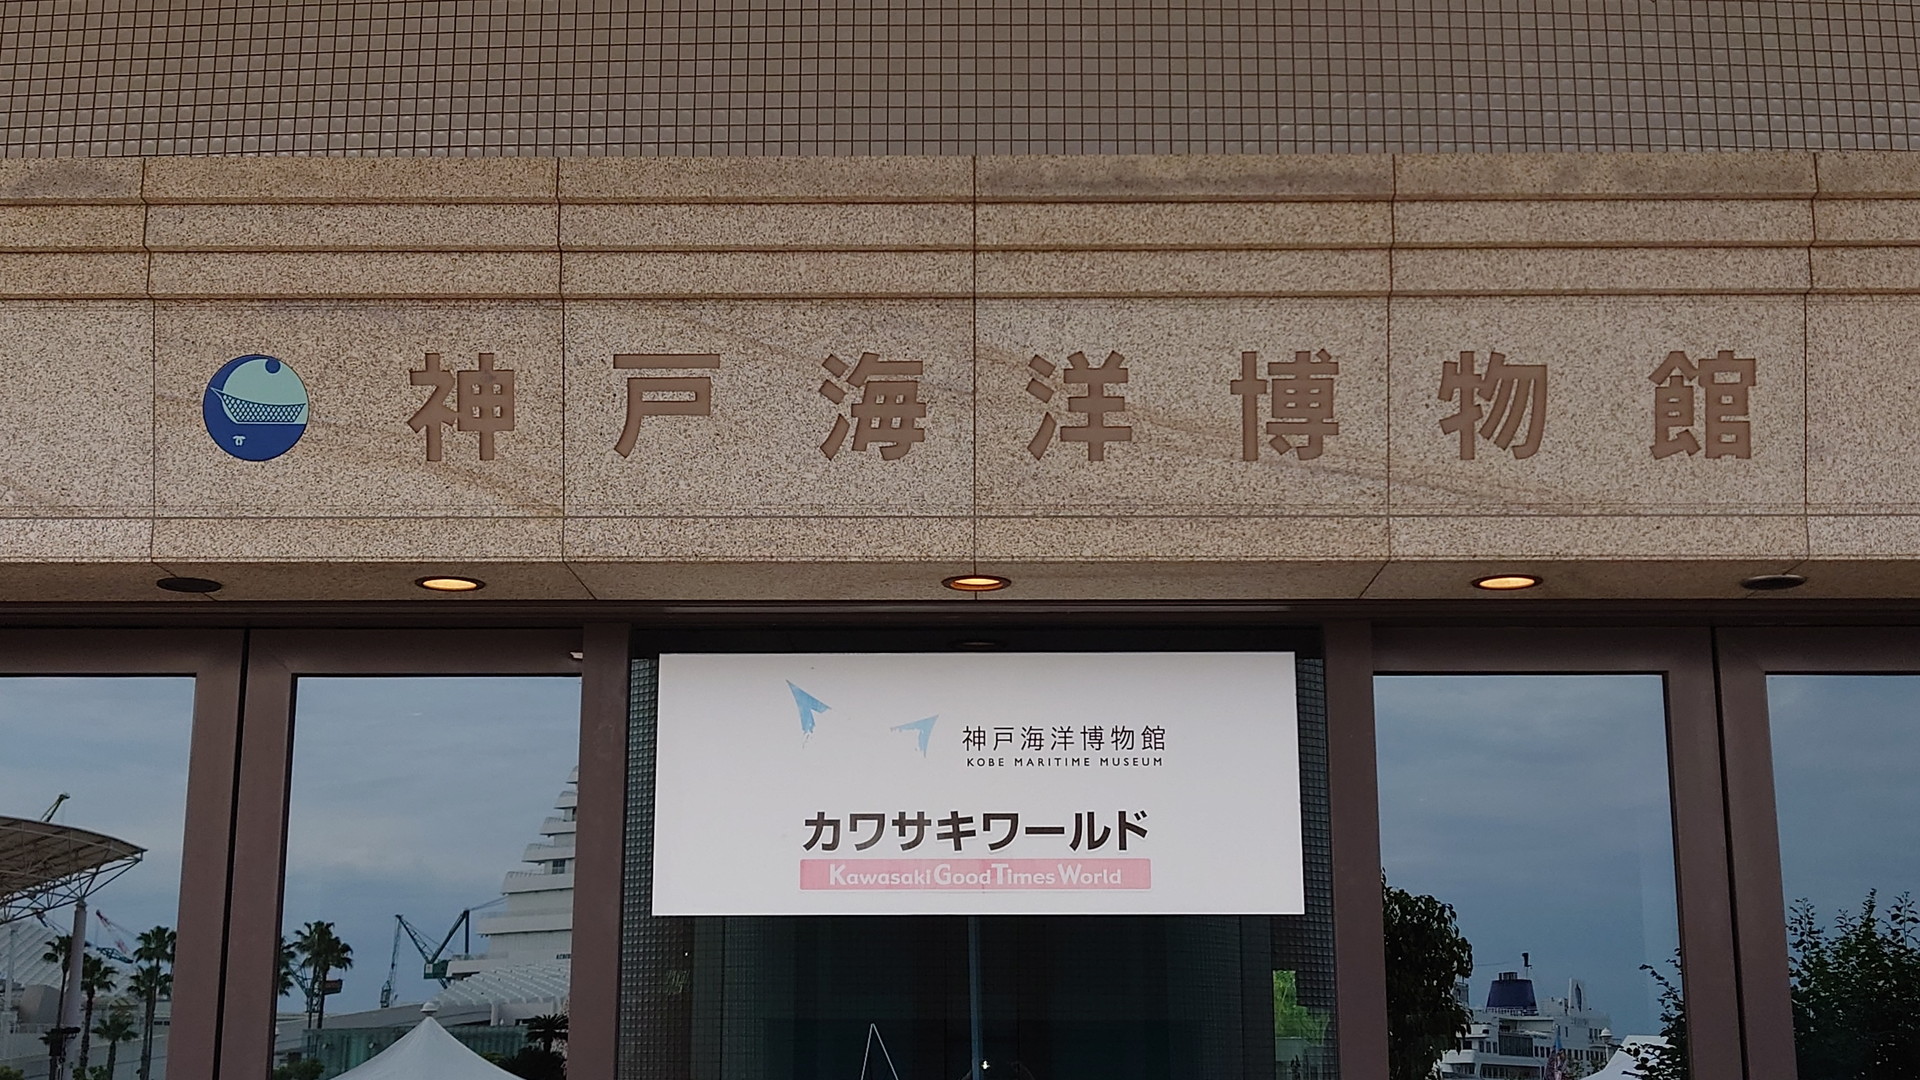 神戸海洋博物館
神戸海洋博物館
KOBE MARITIME MUSEUM
カワサキワールド
Kawasaki Good Times World